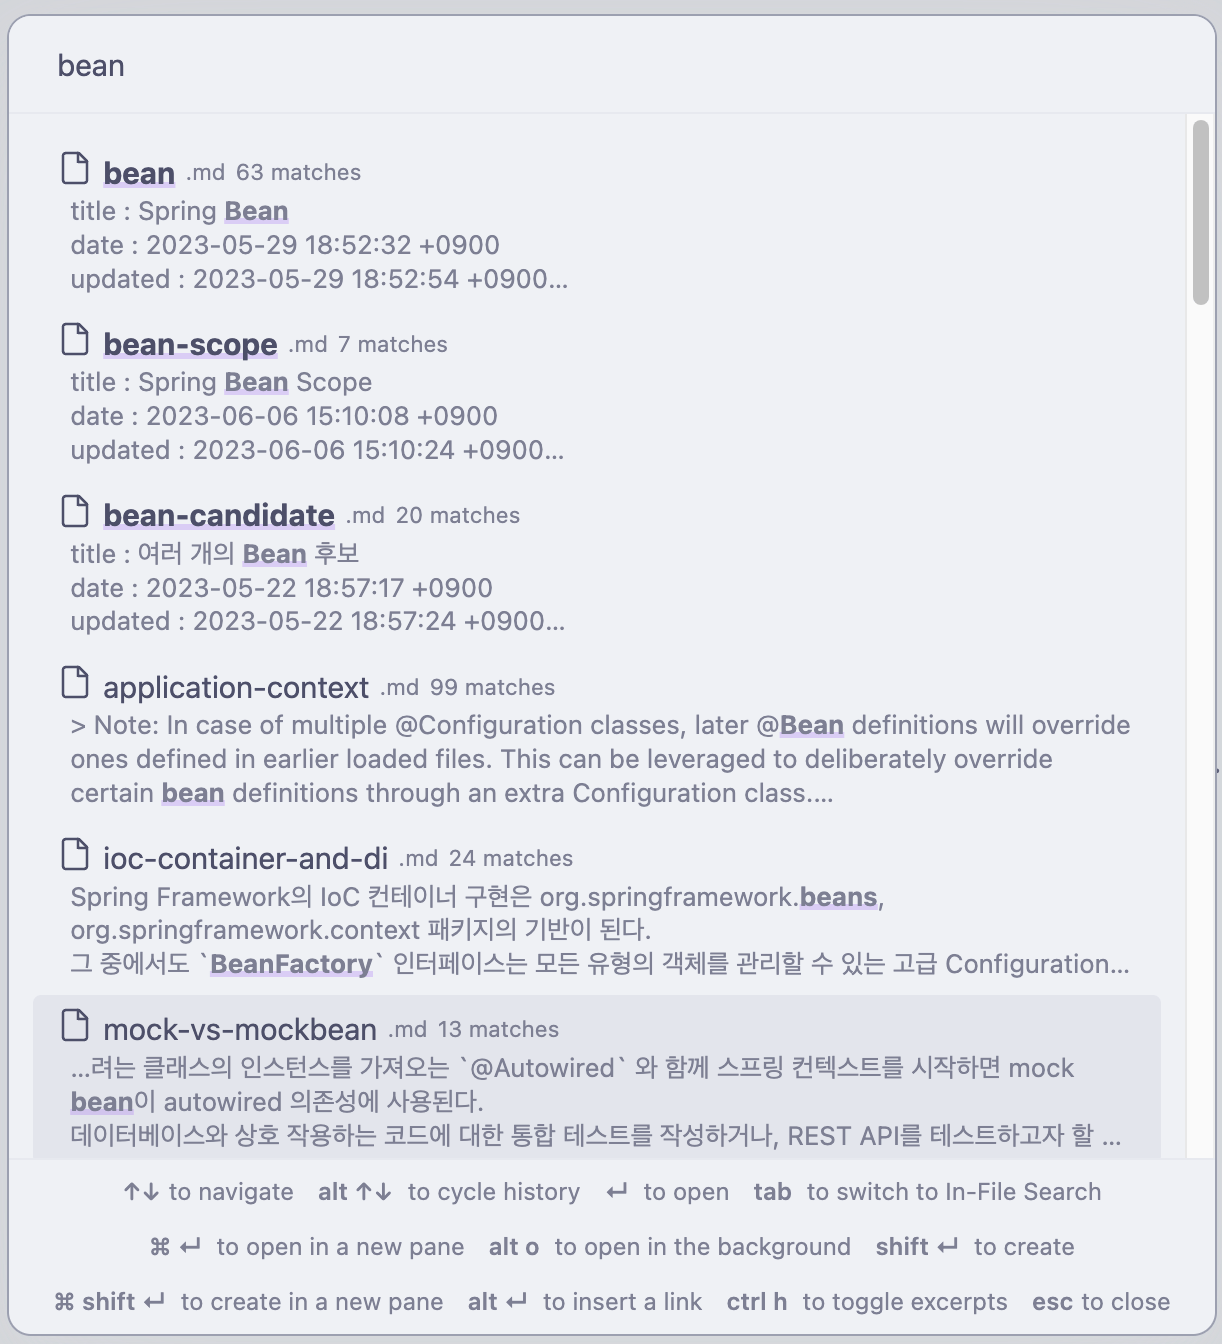 bean
bean .md 63 matches
title : Spring Bean
date : 2023-05-29 18:52:32 +0900
updated : 2023-05-29 18:52:54 +0900...
bean-scope .md 7 matches
title : Spring Bean Scope
date : 2023-06-06 15:10:08 +0900
updated : 2023-06-06 15:10:24 +0900...
bean-candidate .md 20 matches
title : 여러 개의 Bean 후보
date : 2023-05-22 18:57:17 +0900
updated : 2023-05-22 18:57:24 +0900...
application-context .md 99 matches
> Note: In case of multiple @Configuration classes, later @Bean definitions will override
ones defined in earlier loaded files. This can be leveraged to deliberately override
certain bean definitions through an extra Configuration class....
ioc-container-and-di .md 24 matches
Spring Framework의 IoC 컨테이너 구현은 org.springframework.beans,
org.springframework.context 패키지의 기반이 된다.
그 중에서도 `BeanFactory` 인터페이스는 모든 유형의 객체를 관리할 수 있는 고급 Configuration...
mock-vs-mockbean .md 13 matches
...려는 클래스의 인스턴스를 가져오는 `@Autowired` 와 함께 스프링 컨텍스트를 시작하면 mock
bean이 autowired 의존성에 사용된다.
데이터베이스와 상호 작용하는 코드에 대한 통합 테스트를 작성하거나, REST API를 테스트하고자 할 ...
↑↓ to navigate alt ↑↓ to cycle history ↵ to open tab to switch to In-File Search
⌘ ↵ to open in a new pane alt o to open in the background shift ↵ to create
⌘ shift ↵ to create in a new pane alt ↵ to insert a link ctrl h to toggle excerpts esc to close